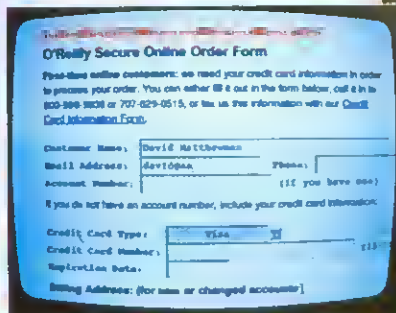 O'Reilly Secure Online Order Form
First-time online customers: we need your credit card information in order
to process your order. You can either fill it out in the form below, call it in to
800-998-9938 or 707-829-0515, or fax us this information with our Credit
Card Information Form.
Customer Name: David Matthewman
Email Address: davidgam Phone:
Account Number: (if you have one)
If you do not have an account number, include your credit card information:
Credit Card Type: Visa
Credit Card Number:
Expiration Date:
Billing Address: (for new or changed accounts)